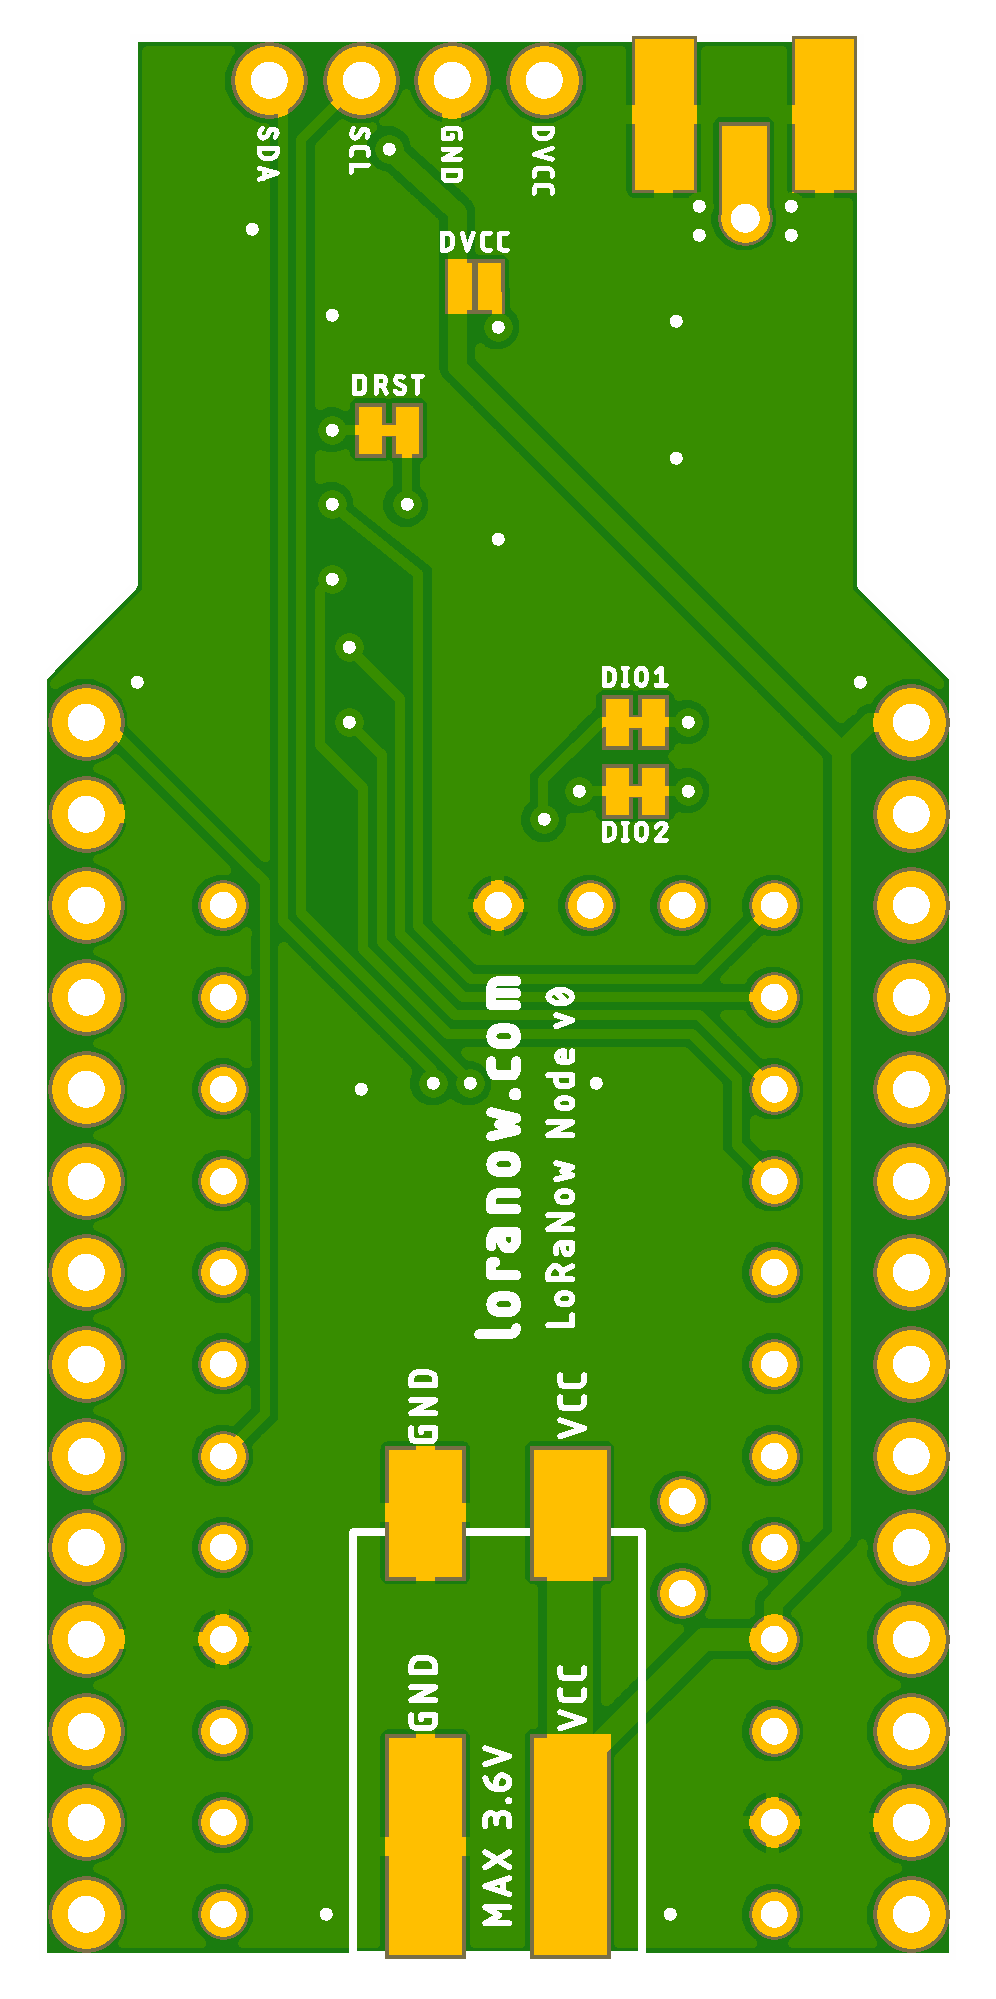 SDA
SCL
GND
DVCC
DVCC
DRST
DIO1
DIO2
loranow.com
LoRaNow Node v0
GND
VCC
GND
VCC
MAX 3.6V